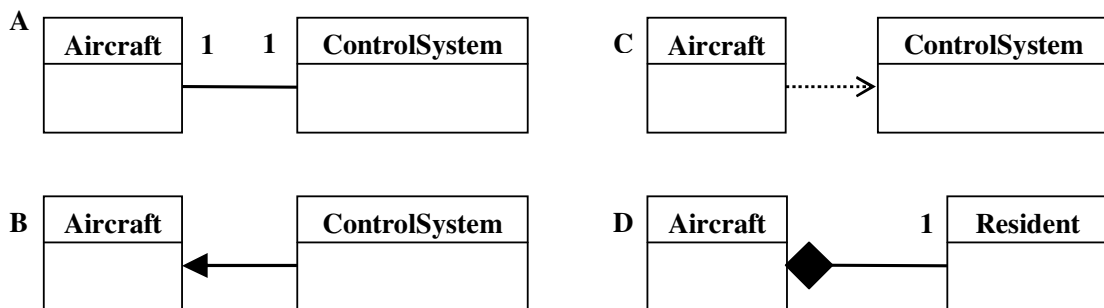 A
Aircraft
1
1
ControlSystem
C
Aircraft
ControlSystem
B
Aircraft
ControlSystem
D
Aircraft
1
Resident